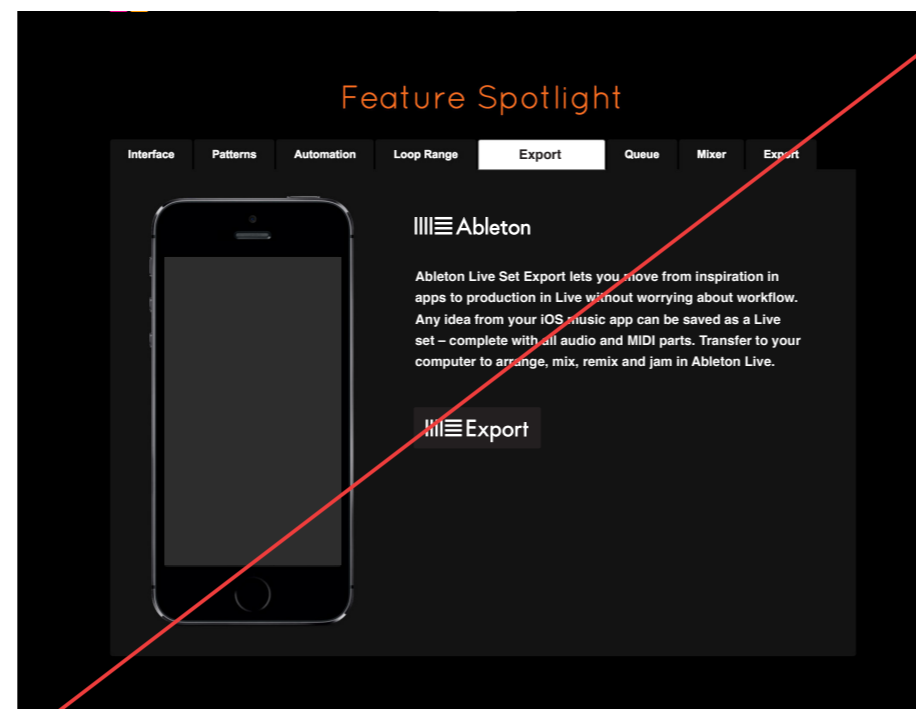 Feature Spotlight
Interface Patterns Automation Loop Range Export Queue Mixer Export
Ableton
Ableton Live Set Export lets you move from inspiration in
apps to production in Live without worrying about workflow.
Any idea from your iOS music app can be saved as a Live
set – complete with all audio and MIDI parts. Transfer to your
computer to arrange, mix, remix and jam in Ableton Live.
Export